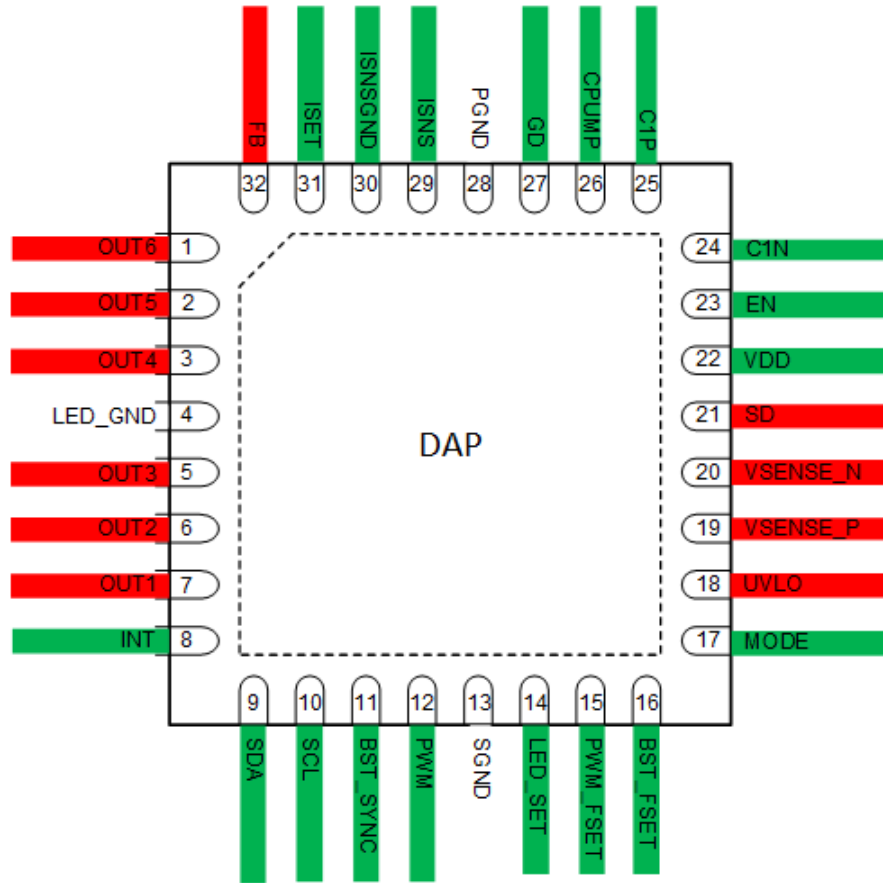 FB
ISET
ISNSGND
ISNS
PGND
GD
CPUMP
C1P
32
31
30
29
28
27
26
25
OUT6 1
OUT5 2
OUT4 3
LED_GND 4
OUT3 5
OUT2 6
OUT1 7
INT 8
DAP
24 C1N
23 EN
22 VDD
21 SD
20 VSENSE_N
19 VSENSE_P
18 UVLO
17 MODE
9
10
11
12
13
14
15
16
SDA
SCL
BST_SYNC
PWM
SGND
LED_SET
PWM_FSET
BST_FSET